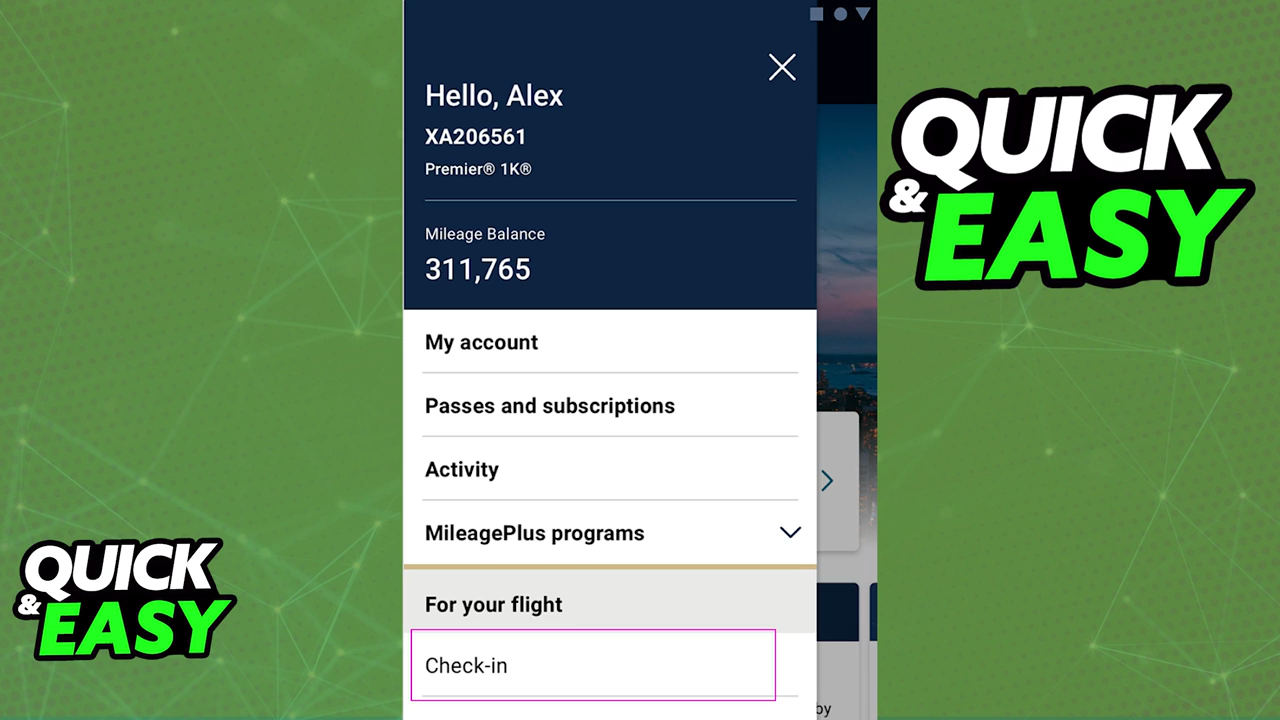 Hello, Alex
XA206561
Premier® 1K®
Mileage Balance
311,765
My account
Passes and subscriptions
Activity
MileagePlus programs
For your flight
Check-in
by
QUICK
& EASY
QUICK
& EASY